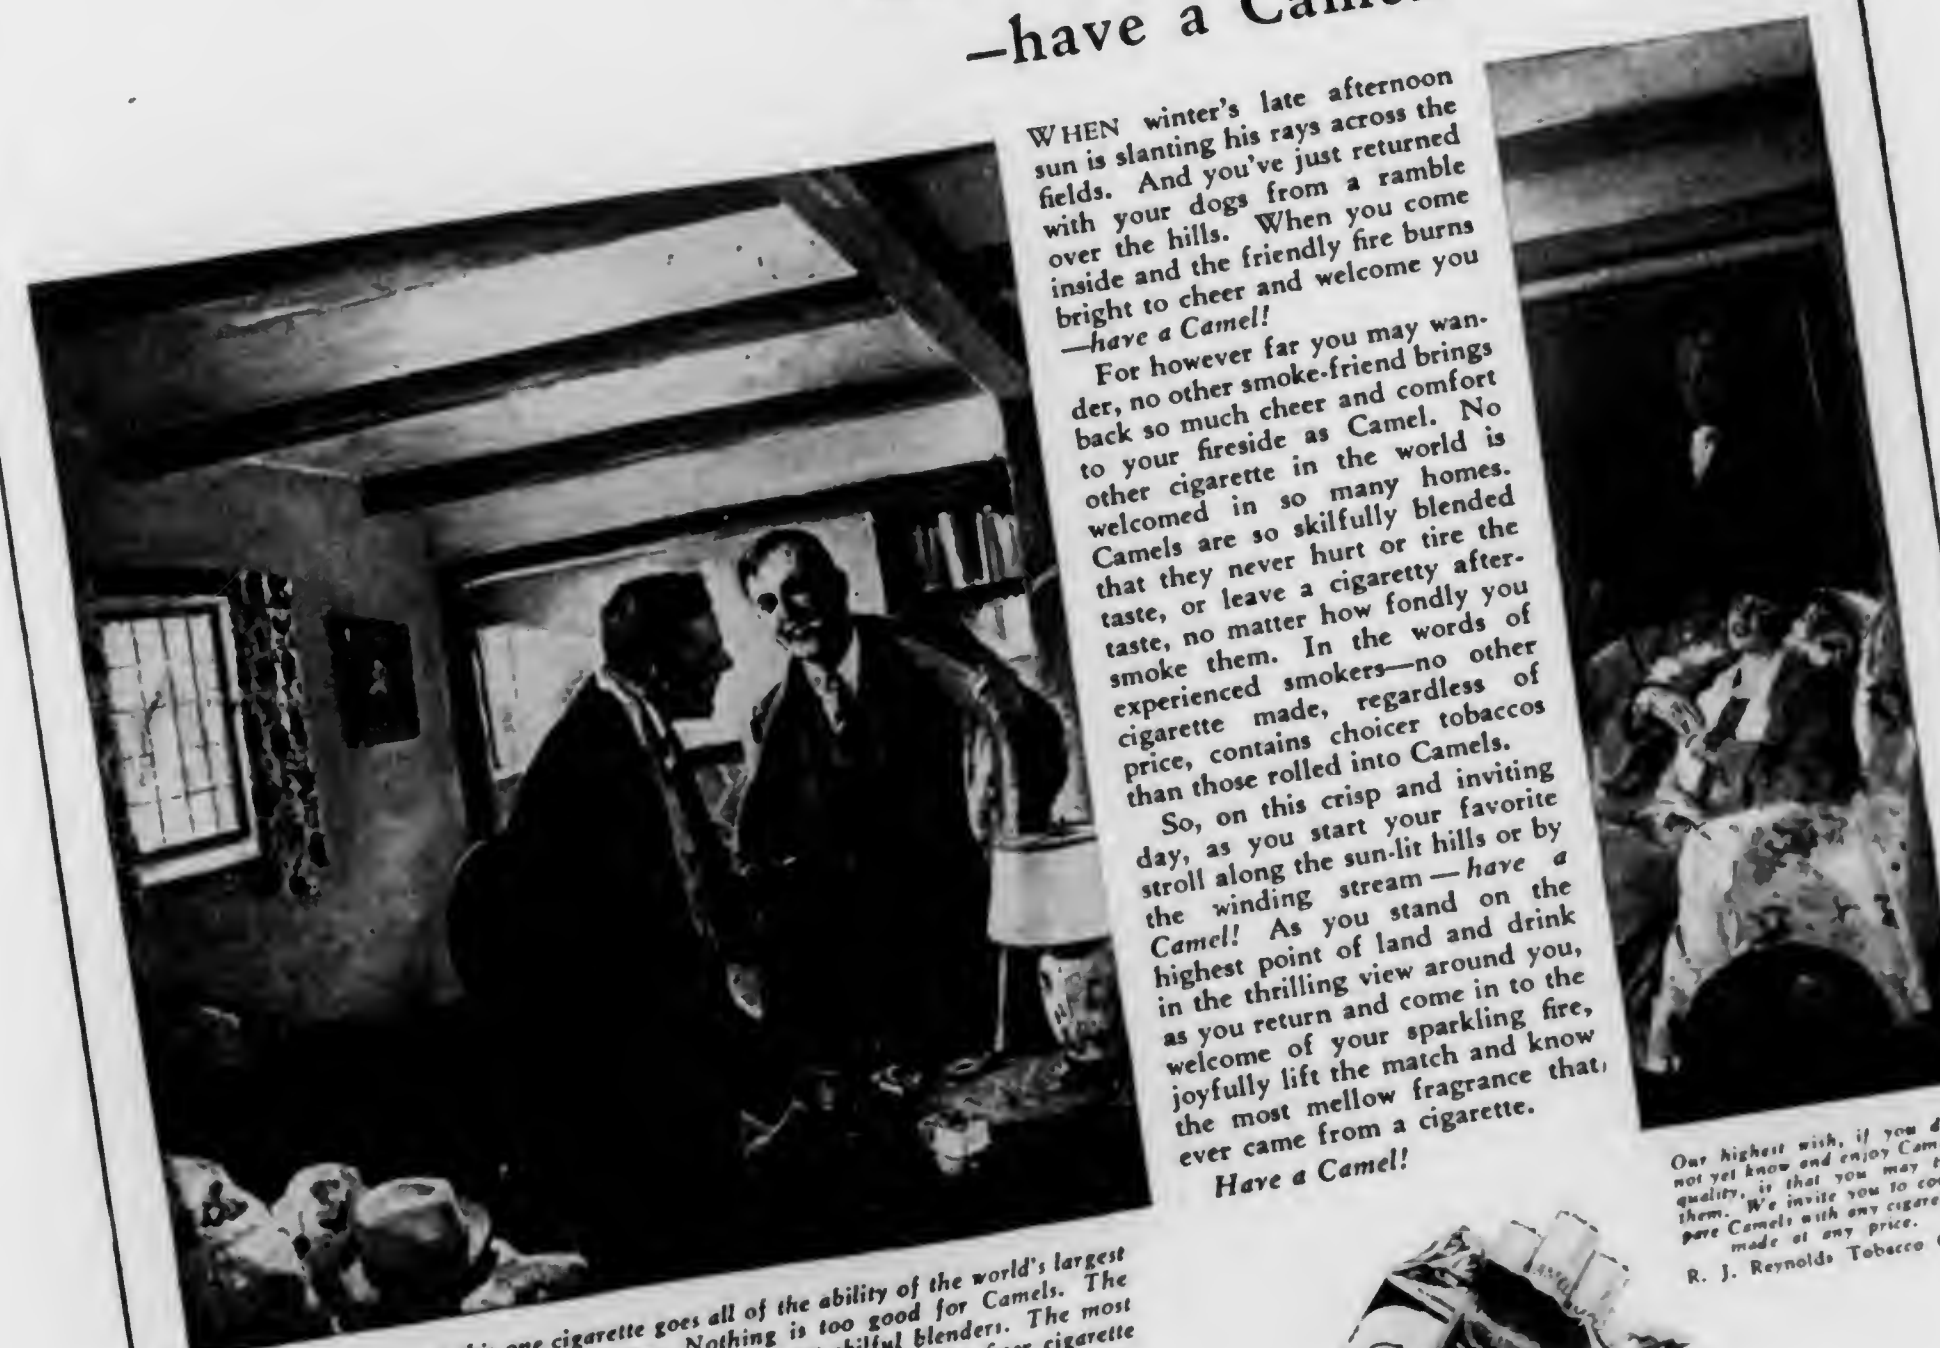 —have a Camel
WHEN winter's late afternoon
sun is slanting his rays across the
fields. And you've just returned
with your dogs from a ramble
over the hills. When you come
inside and the friendly fire burns
bright to cheer and welcome you
—have a Camel!
For however far you may wan-
der, no other smoke-friend brings
back so much cheer and comfort
to your fireside as Camel. No
other cigarette in the world is
welcomed in so many homes.
Camels are so skilfully blended
that they never hurt or tire the
taste, or leave a cigaretty after-
taste, no matter how fondly you
smoke them. In the words of
experienced smokers—no other
cigarette made, regardless of
price, contains choicer tobaccos
than those rolled into Camels.
So, on this crisp and inviting
day, as you start your favorite
stroll along the sun-lit hills or by
the winding stream — have a
Camel! As you stand on the
highest point of land and drink
in the thrilling view around you,
as you return and come in to the
welcome of your sparkling fire,
joyfully lift the match and know
the most mellow fragrance that
ever came from a cigarette.
Have a Camel!
one cigarette goes all of the ability of the world's largest
Nothing is too good for Camels. The
blenders. The most
cigarette
Our highest wish, if you
not yet know and enjoy
quality, is that you may
them. We invite you to
pare Camels with any
made at any price.
R. J. Reynolds Tobacco